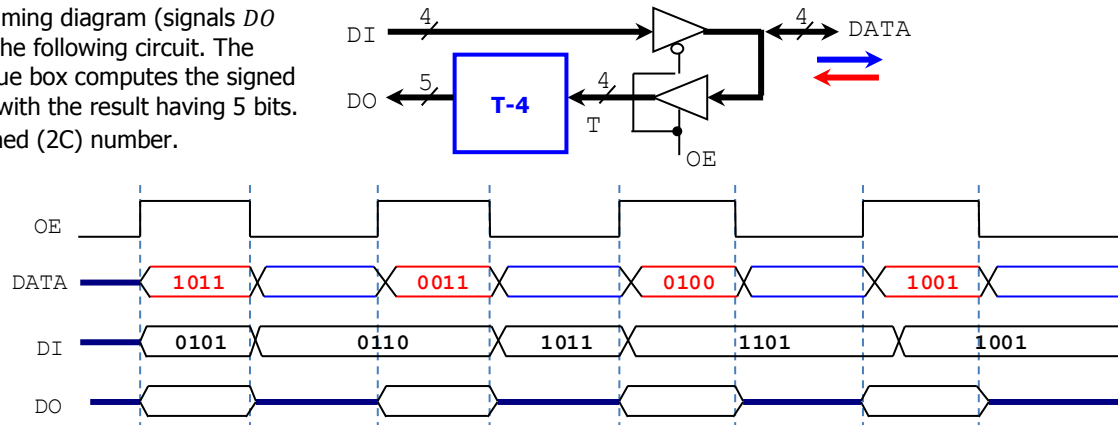 ming diagram (signals DO
he following circuit. The
ue box computes the signed
with the result having 5 bits.
ned (2C) number.
DI 4 4 DATA
DO 5 T-4 4
T
OE
OE
DATA 1011 0011 0100 1001
DI 0101 0110 1011 1101 1001
DO